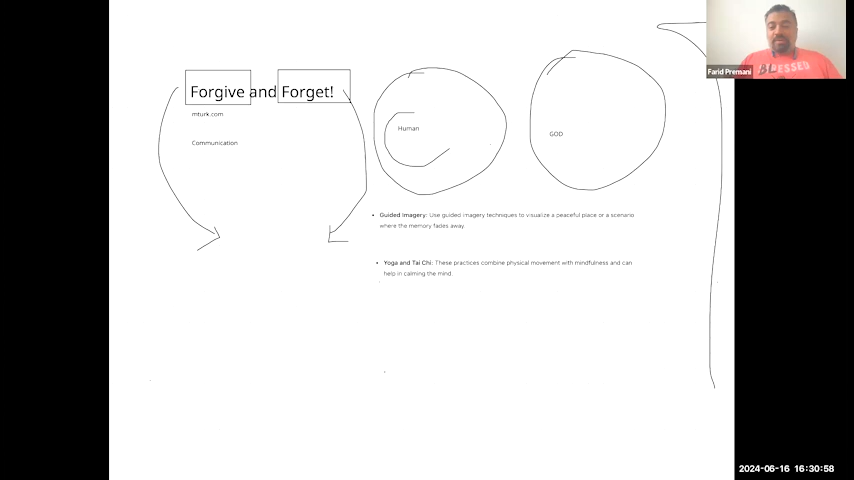 Forgive and Forget!
mturk.com
Communication
Human
GOD
• Guided Imagery: Use guided imagery techniques to visualize a peaceful place or a scenario
where the memory fades away.
• Yoga and Tai Chi: These practices combine physical movement with mindfulness and can
help in calming the mind.
BLESSED
Farid Premani
2024-06-16 16:30:58